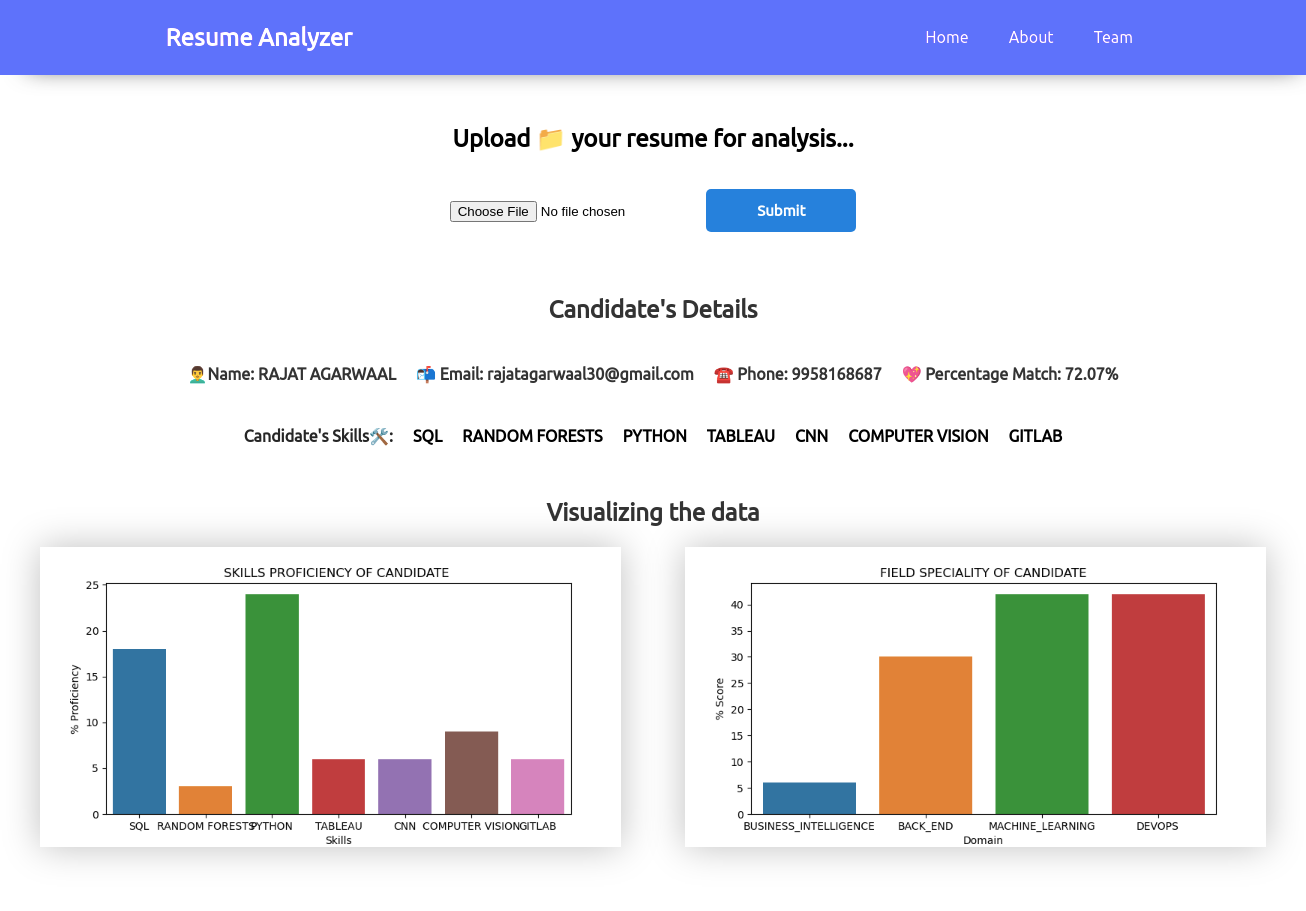 Resume Analyzer Home About Team
Upload 📁 your resume for analysis...
Choose File No file chosen Submit
Candidate's Details
👨‍🦱Name: RAJAT AGARWAAL 📬 Email: rajatagarwaal30@gmail.com ☎️ Phone: 9958168687 💖 Percentage Match: 72.07%
Candidate's Skills🛠️: SQL RANDOM FORESTS PYTHON TABLEAU CNN COMPUTER VISION GITLAB
Visualizing the data
SKILLS PROFICIENCY OF CANDIDATE
25
20
15
10
5
0
% Proficiency
SQL RANDOM FORESTS PYTHON TABLEAU CNN COMPUTER VISION GITLAB
Skills
FIELD SPECIALITY OF CANDIDATE
40
35
30
25
20
15
10
5
0
% Score
BUSINESS_INTELLIGENCE BACK_END MACHINE_LEARNING DEVOPS
Domain